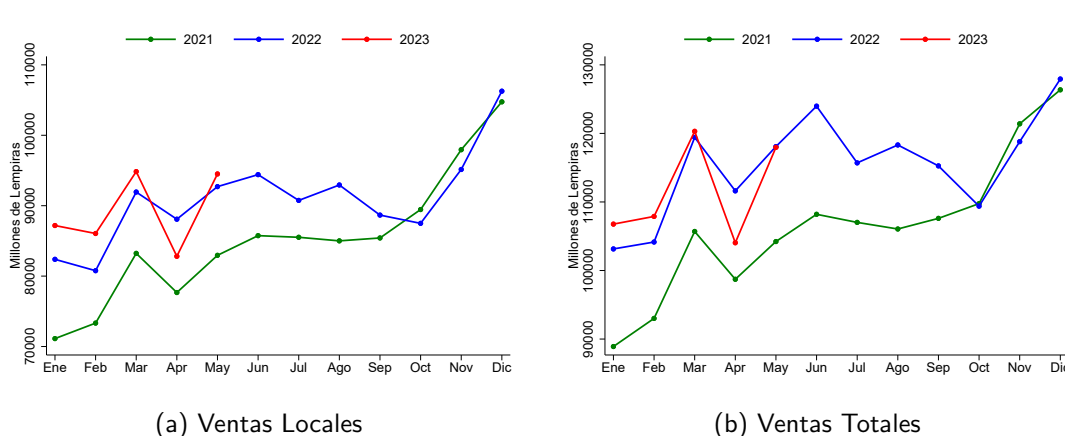 2021 2022 2023
Millones de Lempiras
110000
100000
90000
80000
70000
Ene Feb Mar Apr May Jun Jul Ago Sep Oct Nov Dic
(a) Ventas Locales
2021 2022 2023
Millones de Lempiras
130000
120000
110000
100000
90000
Ene Feb Mar Apr May Jun Jul Ago Sep Oct Nov Dic
(b) Ventas Totales